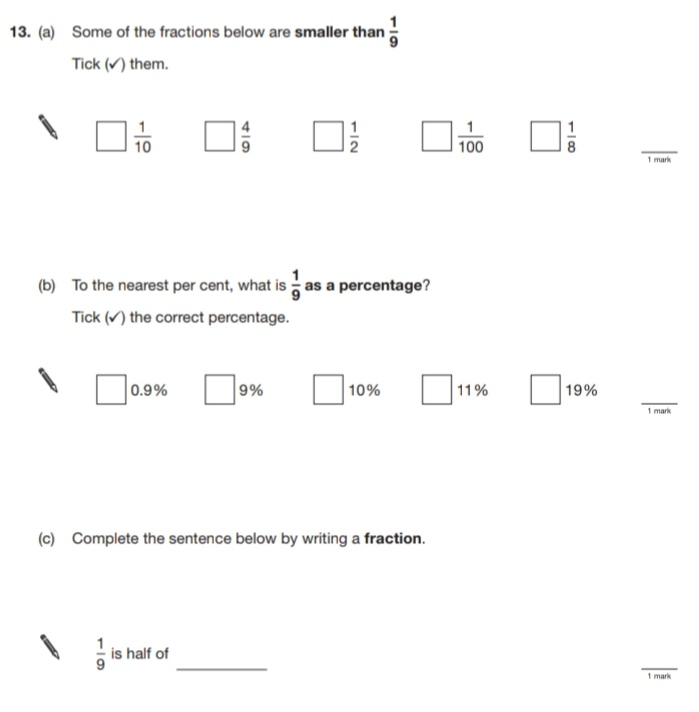 13. (a) Some of the fractions below are smaller than 1/9
Tick (✓) them.
1/10 4/9 1/2 1/100 1/8
1 mark
(b) To the nearest per cent, what is 1/9 as a percentage?
Tick (✓) the correct percentage.
0.9% 9% 10% 11% 19%
1 mark
(c) Complete the sentence below by writing a fraction.
1/9 is half of
1 mark